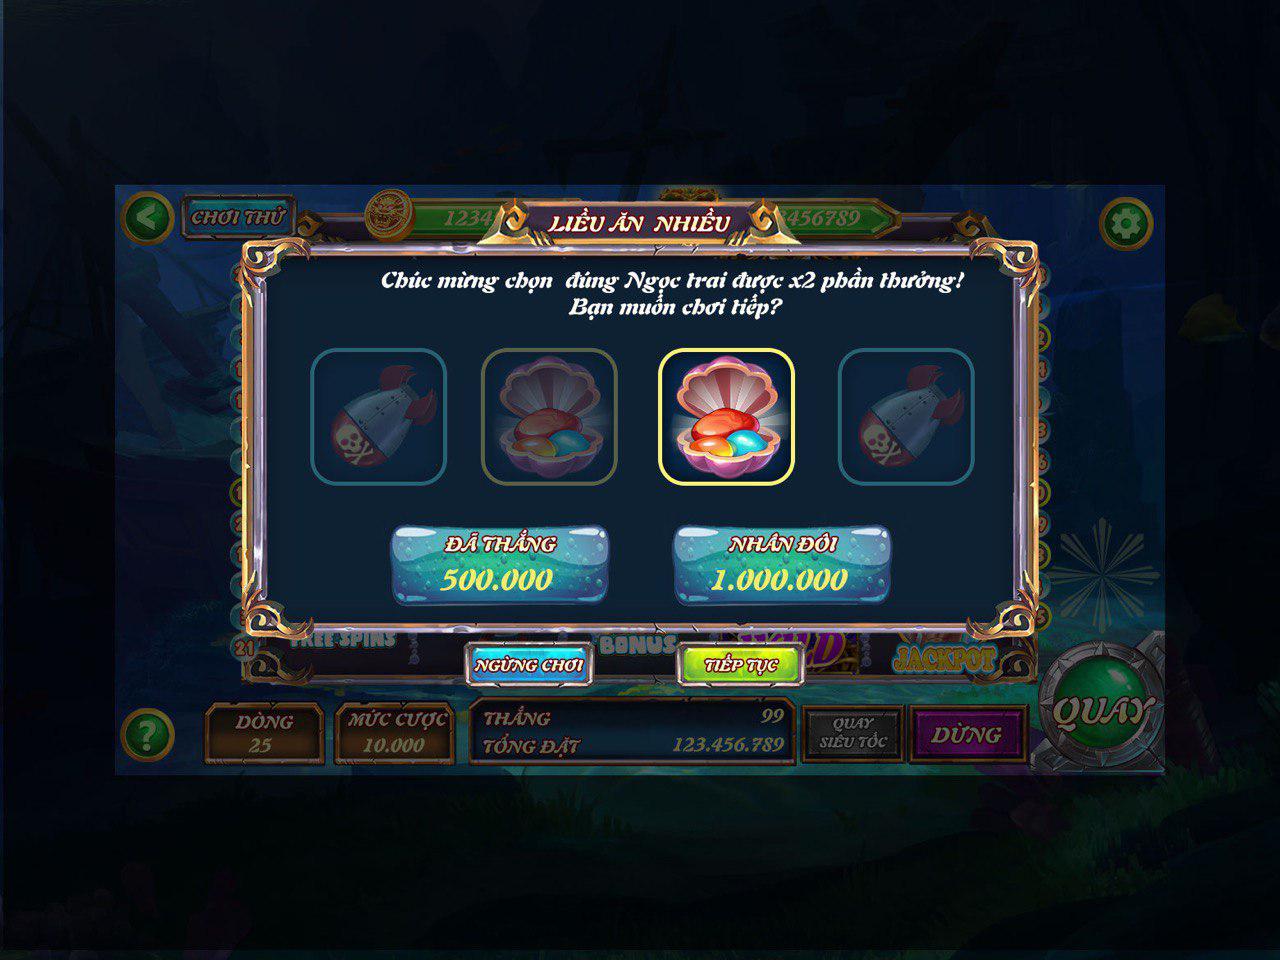 CHƠI THỬ
LIỀU ĂN NHIỀU
Chúc mừng chọn đúng Ngọc trai được x2 phần thưởng!
Bạn muốn chơi tiếp?
ĐÃ THẮNG
500.000
NHÂN ĐÔI
1.000.000
21
FREE SPINS
BONUS
WILD
JACKPOT
NGỪNG CHƠI
TIẾP TỤC
DÒNG
25
MỨC CƯỢC
10.000
THẮNG 99
TỔNG ĐẶT 123.456.789
QUAY
SIÊU TỐC
DỪNG
QUAY
?